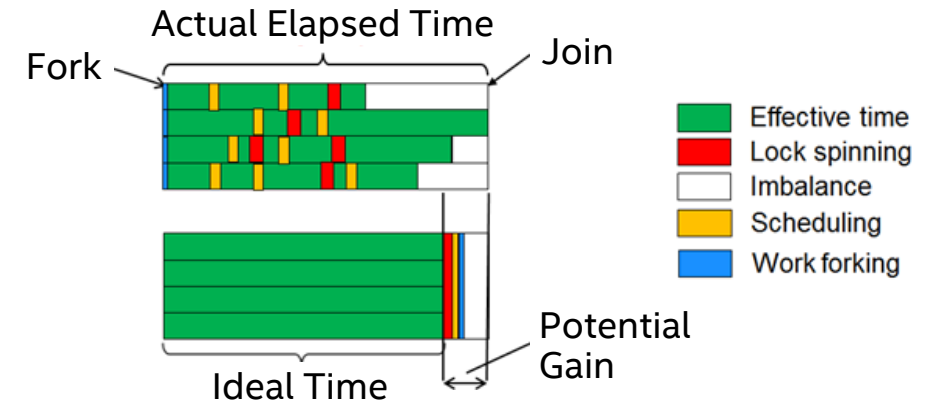 Actual Elapsed Time
Fork
Join
Effective time
Lock spinning
Imbalance
Scheduling
Work forking
Potential
Gain
Ideal Time